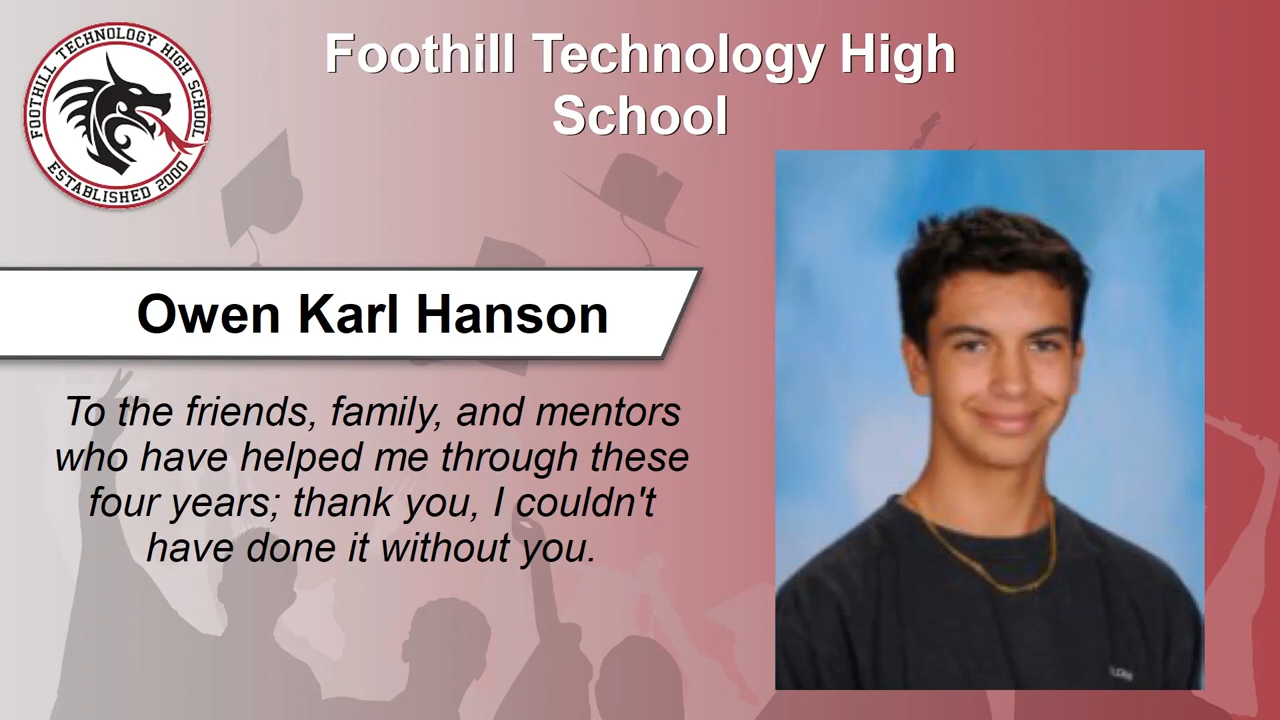 FOOTHILL TECHNOLOGY HIGH SCHOOL
ESTABLISHED 2000
Foothill Technology High
School
Owen Karl Hanson
To the friends, family, and mentors
who have helped me through these
four years; thank you, I couldn't
have done it without you.